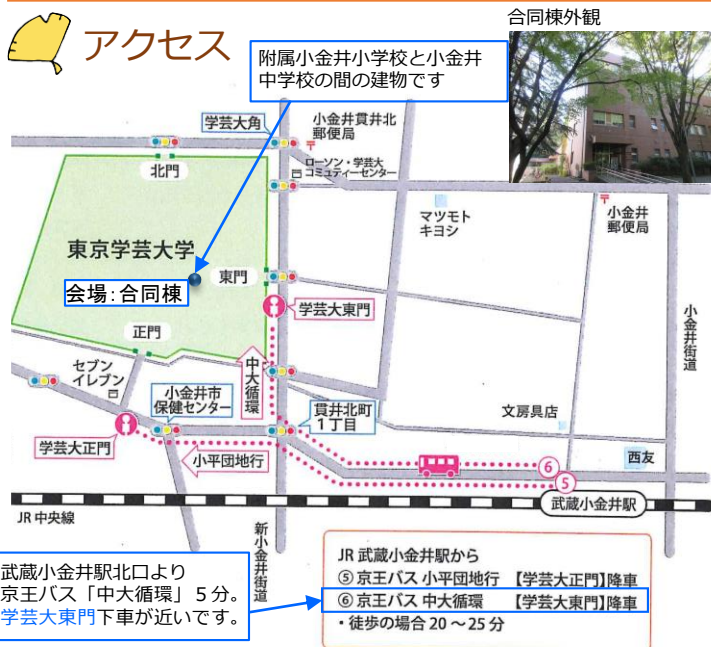 アクセス
合同棟外観
附属小金井小学校と小金井
中学校の間の建物です
学芸大角
小金井貫井北
郵便局
ローソン・学芸大
コミュティーセンター
北門
マツモト
キヨシ
小金井
郵便局
東京学芸大学
東門
会場:合同棟
学芸大東門
正門
小金井街道
セブン
イレブン
中大循環
小金井市
保健センター
貫井北町
1丁目
文房具店
学芸大正門
小平団地行
西友
⑥
⑤
武蔵小金井駅
JR 中央線
新小金井街道
武蔵小金井駅北口より
京王バス「中大循環」5分。
学芸大東門下車が近いです。
JR 武蔵小金井駅から
⑤ 京王バス 小平団地行 【学芸大正門】降車
⑥ 京王バス 中大循環 【学芸大東門】降車
・徒歩の場合 20 〜 25 分